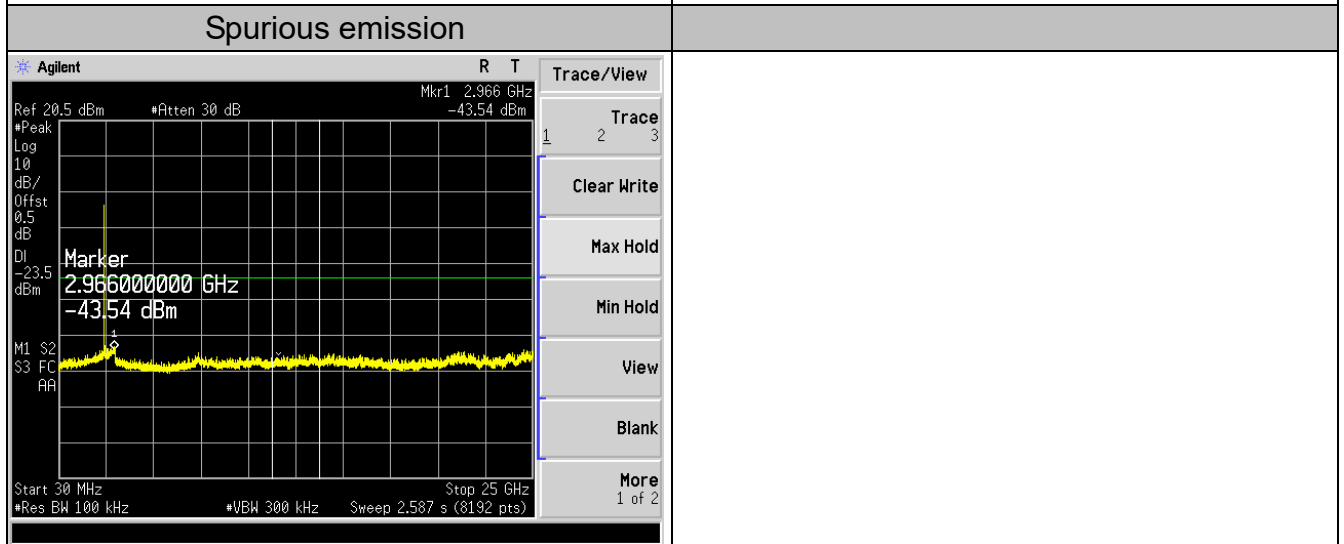 Spurious emission
Agilent R T
Mkr1 2.966 GHz
Ref 20.5 dBm #Atten 30 dB -43.54 dBm
#Peak
Log
10
dB/
Offst
0.5
dB
DI
-23.5
dBm
Marker
2.966000000 GHz
-43.54 dBm
1
M1 S2
S3 FC
AA
Start 30 MHz Stop 25 GHz
#Res BW 100 kHz #VBW 300 kHz Sweep 2.587 s (8192 pts)
Trace/View
Trace
1 2 3
Clear Write
Max Hold
Min Hold
View
Blank
More
1 of 2